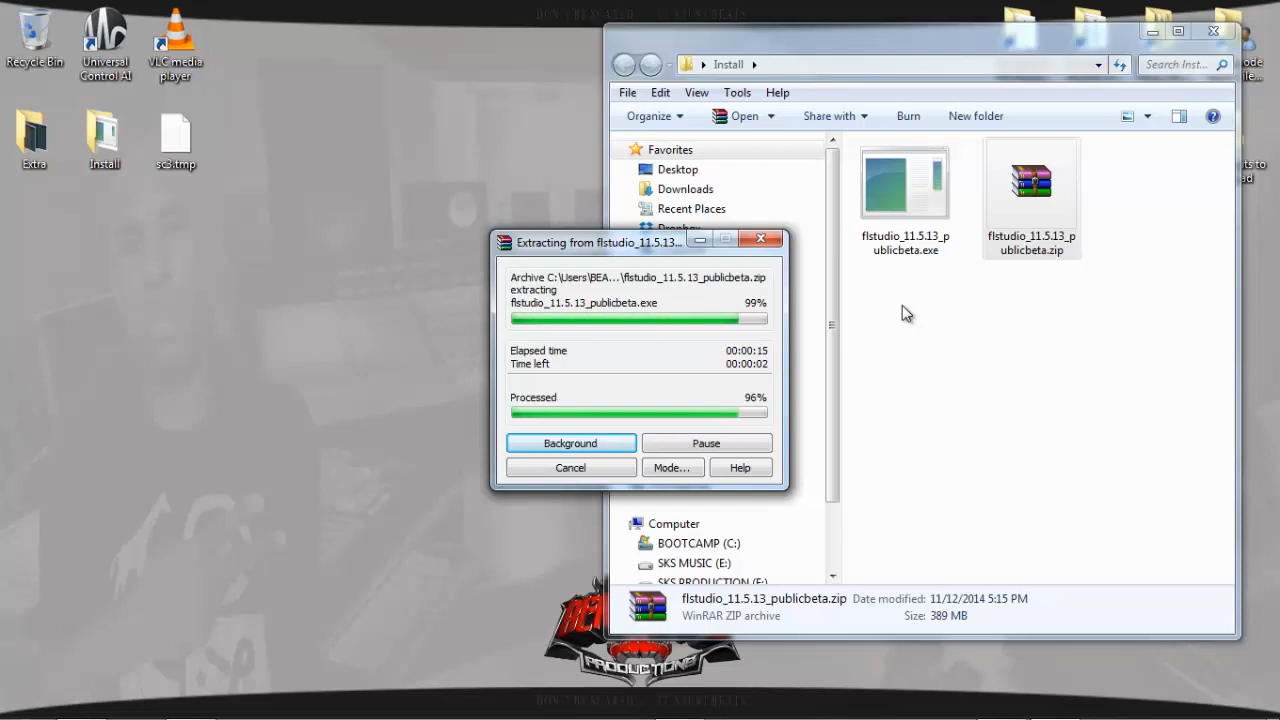 Recycle Bin
Universal
Control AI
VLC media
player
Extra
Install
sc3.tmp
Install
Search Inst...
File Edit View Tools Help
Organize Open Share with Burn New folder
Favorites
Desktop
Downloads
Recent Places
Dropbox
Computer
BOOTCAMP (C:)
SKS MUSIC (E:)
SKS PRODUCTION (F:)
flstudio_11.5.13_p
ublicbeta.exe
flstudio_11.5.13_p
ublicbeta.zip
Extracting from flstudio_11.5.13...
Archive C:\Users\BEA...\flstudio_11.5.13_publicbeta.zip
extracting
flstudio_11.5.13_publicbeta.exe 99%
Elapsed time 00:00:15
Time left 00:00:02
Processed 96%
Background Pause
Cancel Mode... Help
flstudio_11.5.13_publicbeta.zip Date modified: 11/12/2014 5:15 PM
WinRAR ZIP archive Size: 389 MB
PRODUCTIONS